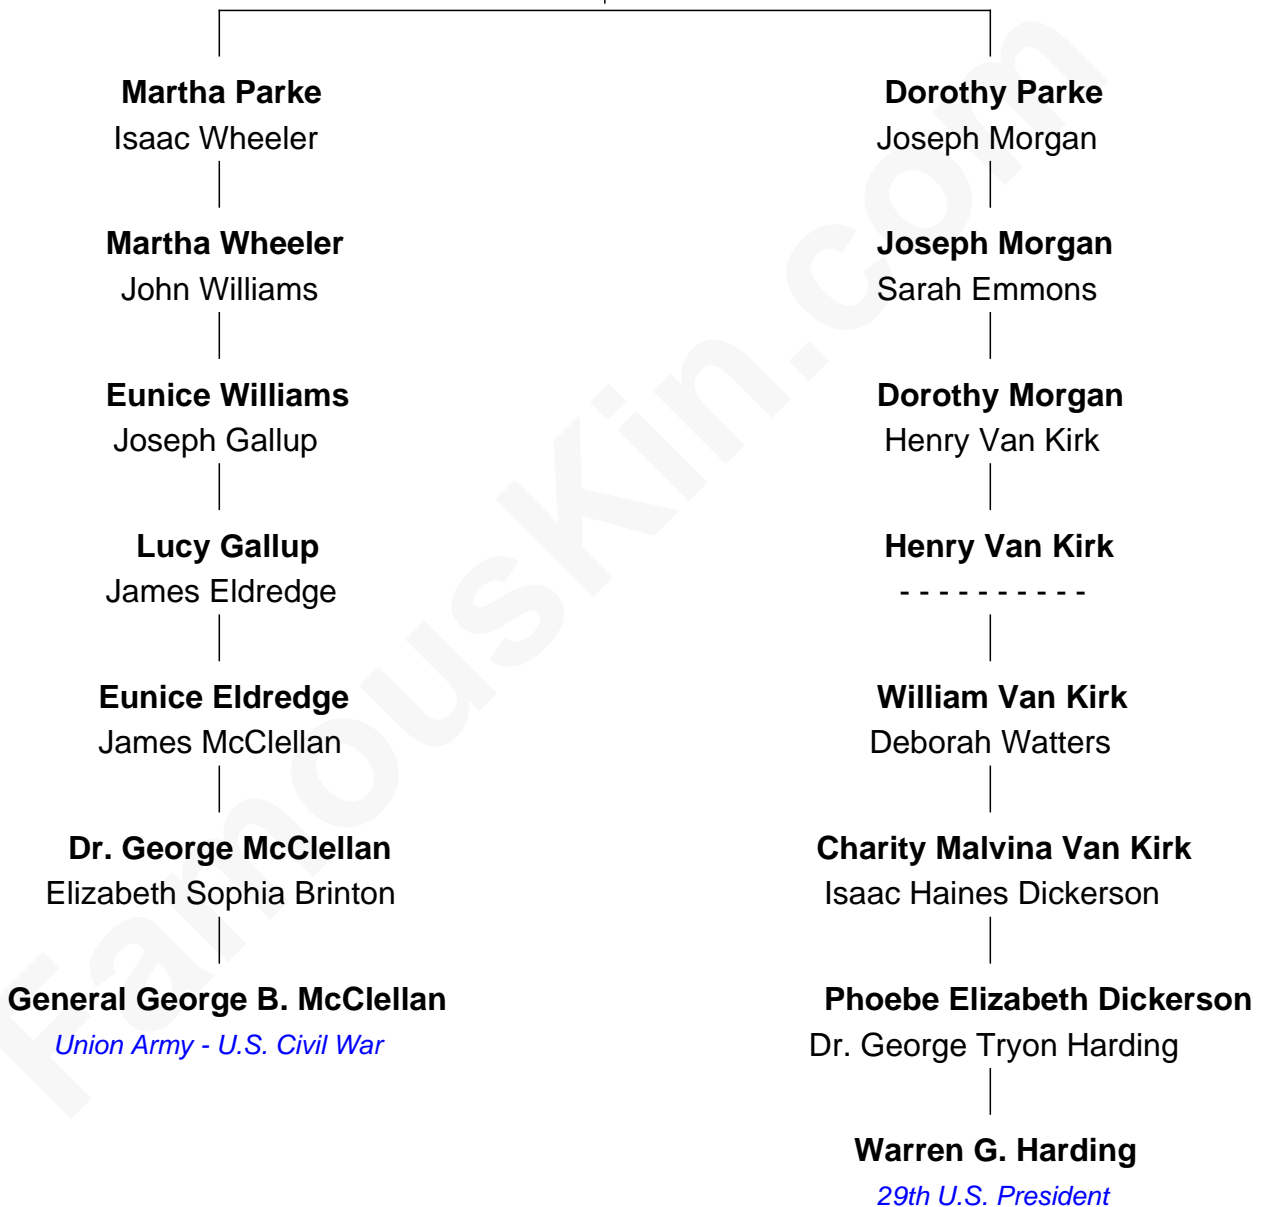 Martha Parke
Isaac Wheeler
Martha Wheeler
John Williams
Eunice Williams
Joseph Gallup
Lucy Gallup
James Eldredge
Eunice Eldredge
James McClellan
Dr. George McClellan
Elizabeth Sophia Brinton
General George B. McClellan
Union Army - U.S. Civil War
Dorothy Parke
Joseph Morgan
Joseph Morgan
Sarah Emmons
Dorothy Morgan
Henry Van Kirk
Henry Van Kirk
- - - - - - - - - -
William Van Kirk
Deborah Watters
Charity Malvina Van Kirk
Isaac Haines Dickerson
Phoebe Elizabeth Dickerson
Dr. George Tryon Harding
Warren G. Harding
29th U.S. President
FamousKin.com